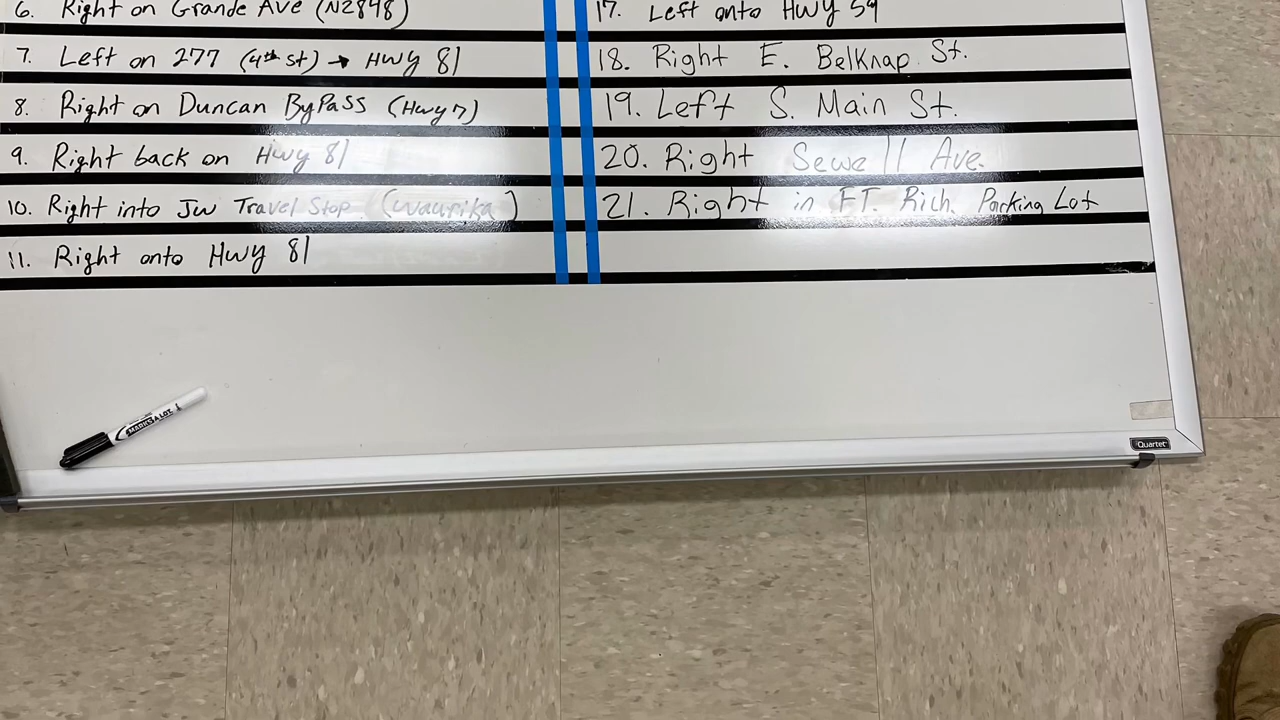 6. Right on Grande Ave (N2848)
7. Left on 277 (4th St) → Hwy 81
8. Right on Duncan ByPass (Hwy 7)
9. Right back on Hwy 81
10. Right into JW Travel Stop (Waurika)
11. Right onto Hwy 81
17. Left onto Hwy 59
18. Right E. Belknap St.
19. Left S. Main St.
20. Right Sewell Ave.
21. Right in FT. Rich. Parking Lot
MARKS A LOT
Quartet